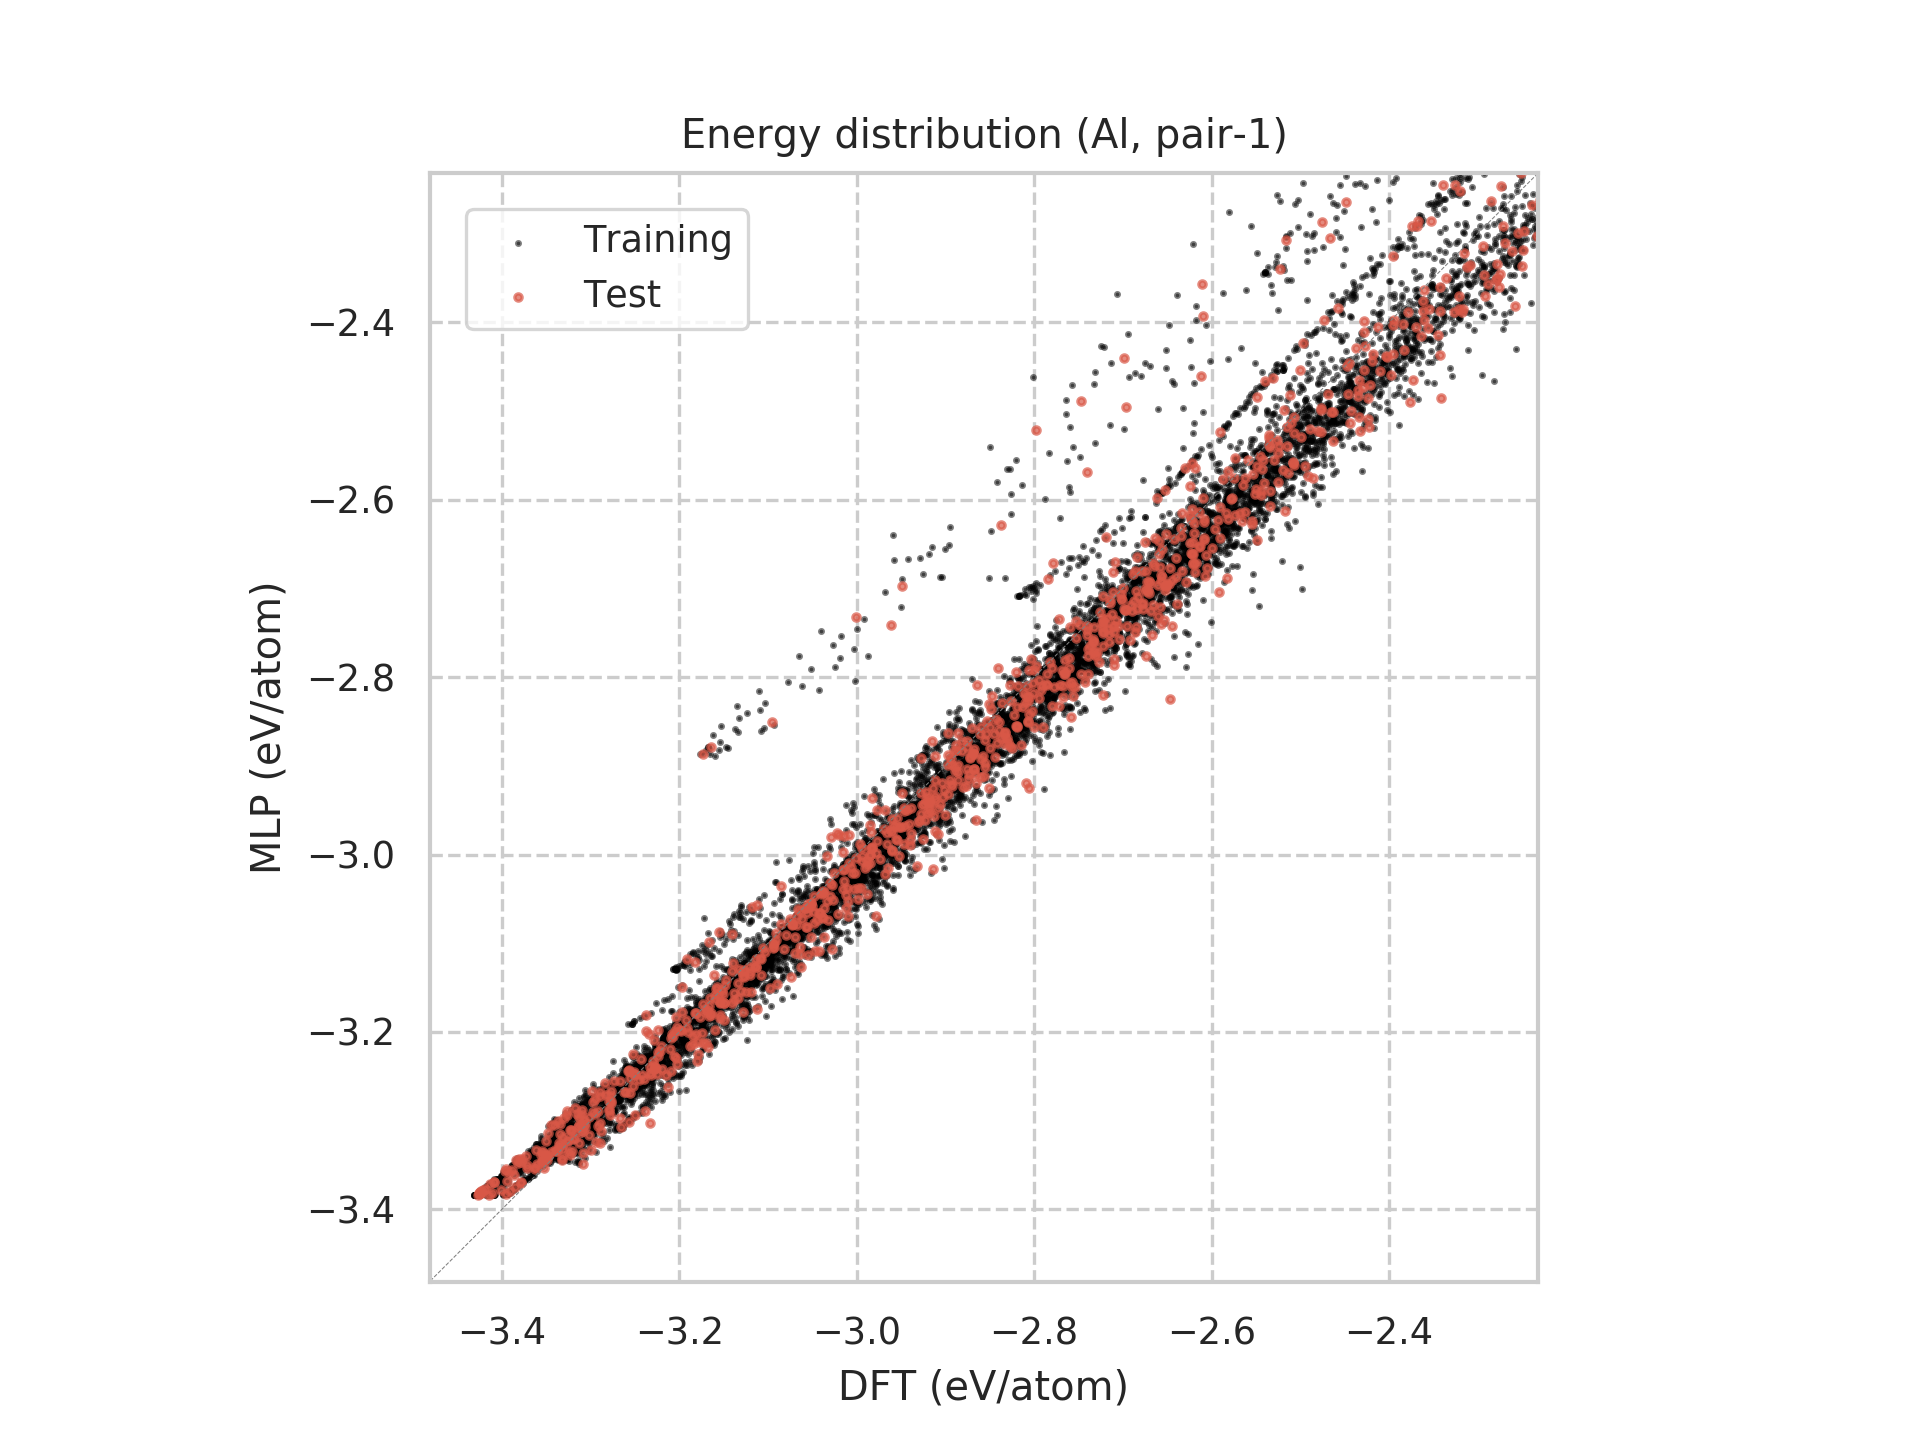 Energy distribution (Al, pair-1)
Training
Test
−2.4
−2.6
−2.8
−3.0
−3.2
−3.4
MLP (eV/atom)
−3.4
−3.2
−3.0
−2.8
−2.6
−2.4
DFT (eV/atom)